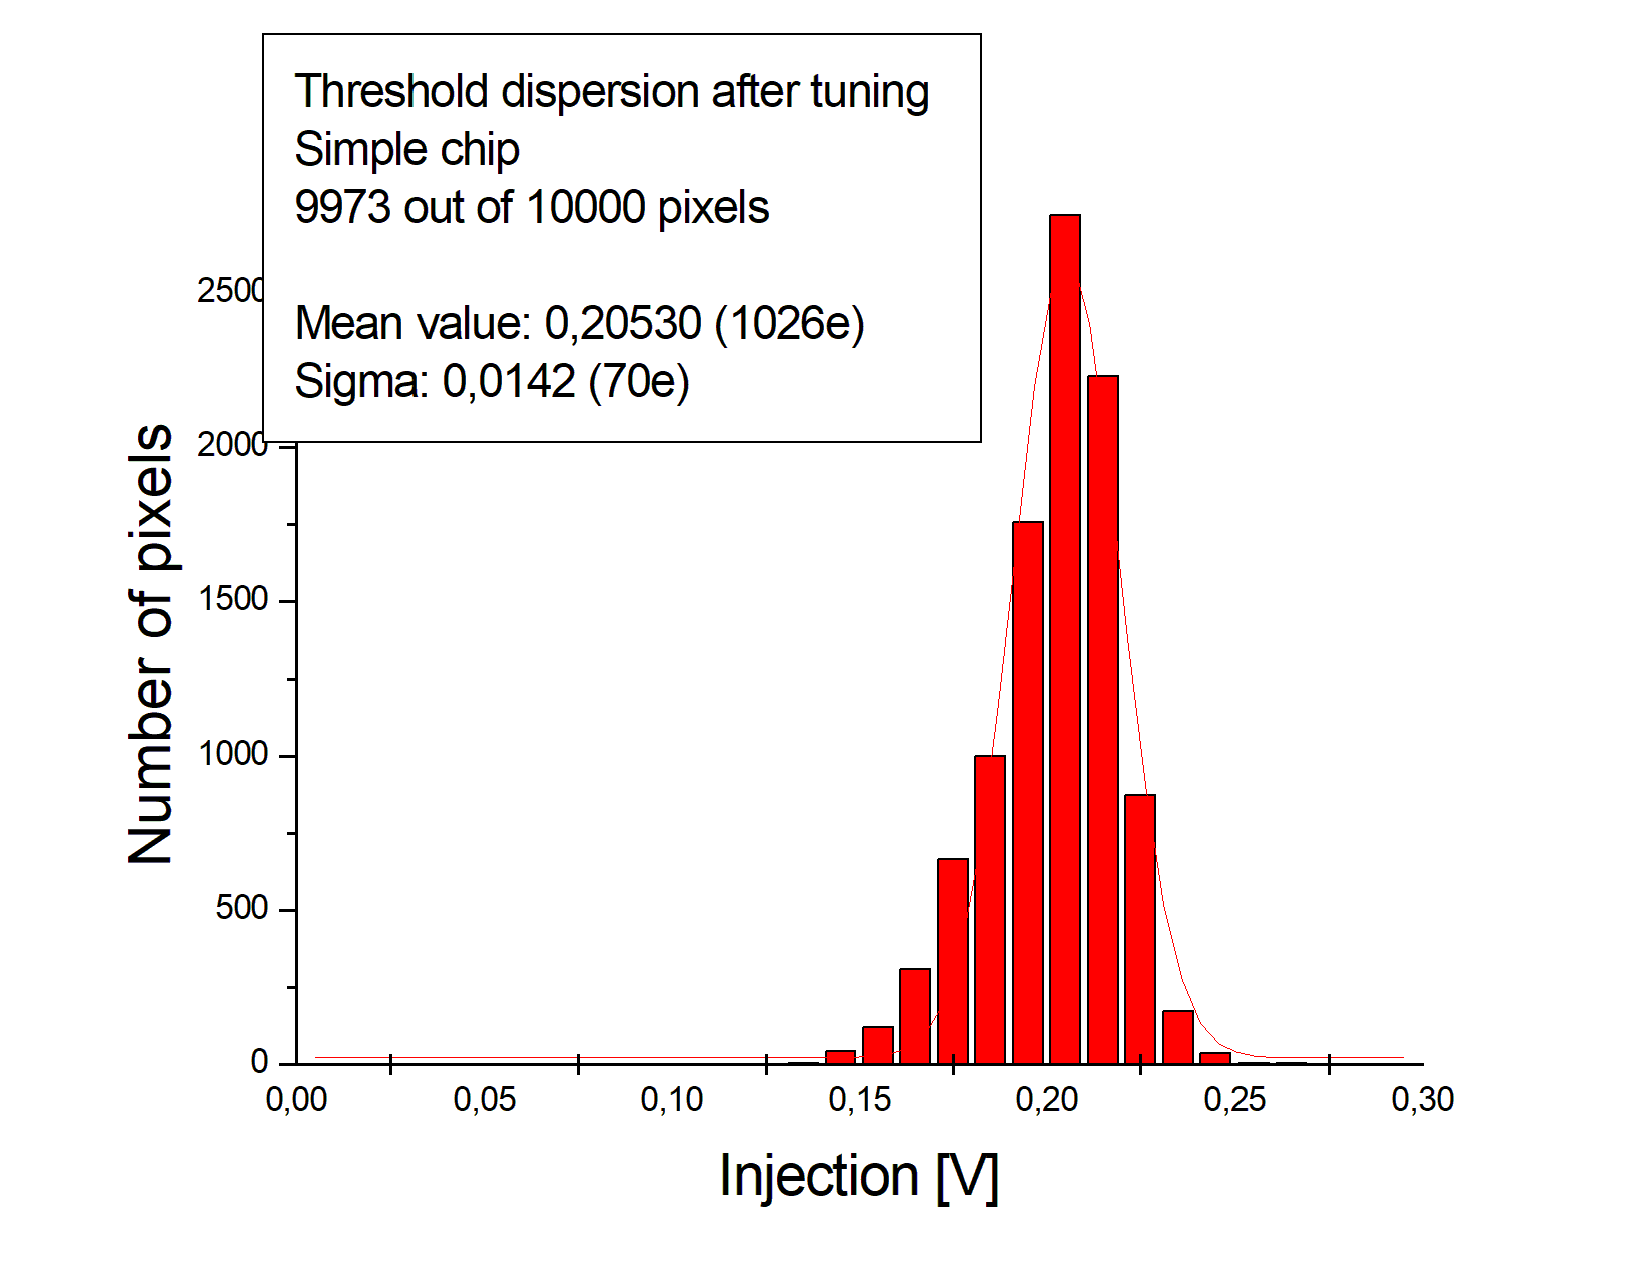 Threshold dispersion after tuning
Simple chip
9973 out of 10000 pixels
Mean value: 0,20530 (1026e)
Sigma: 0,0142 (70e)
2500
2000
1500
1000
500
0
Number of pixels
0,00 0,05 0,10 0,15 0,20 0,25 0,30
Injection [V]